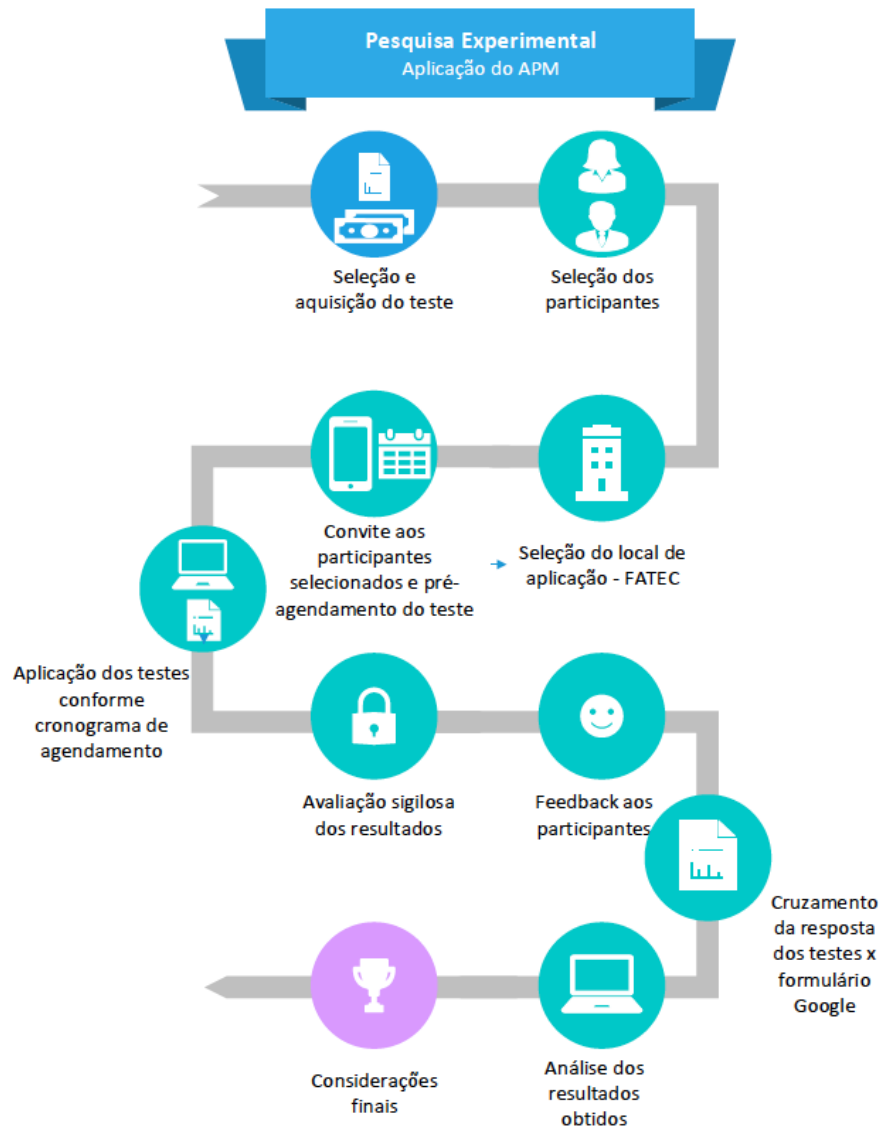 Pesquisa Experimental
Aplicação do APM
Seleção e
aquisição do teste
Seleção dos
participantes
Convite aos
participantes
selecionados e pré-
agendamento do teste
Seleção do local de
aplicação - FATEC
Aplicação dos testes
conforme
cronograma de
agendamento
Avaliação sigilosa
dos resultados
Feedback aos
participantes
Cruzamento
da resposta
dos testes x
formulário
Google
Considerações
finais
Análise dos
resultados
obtidos